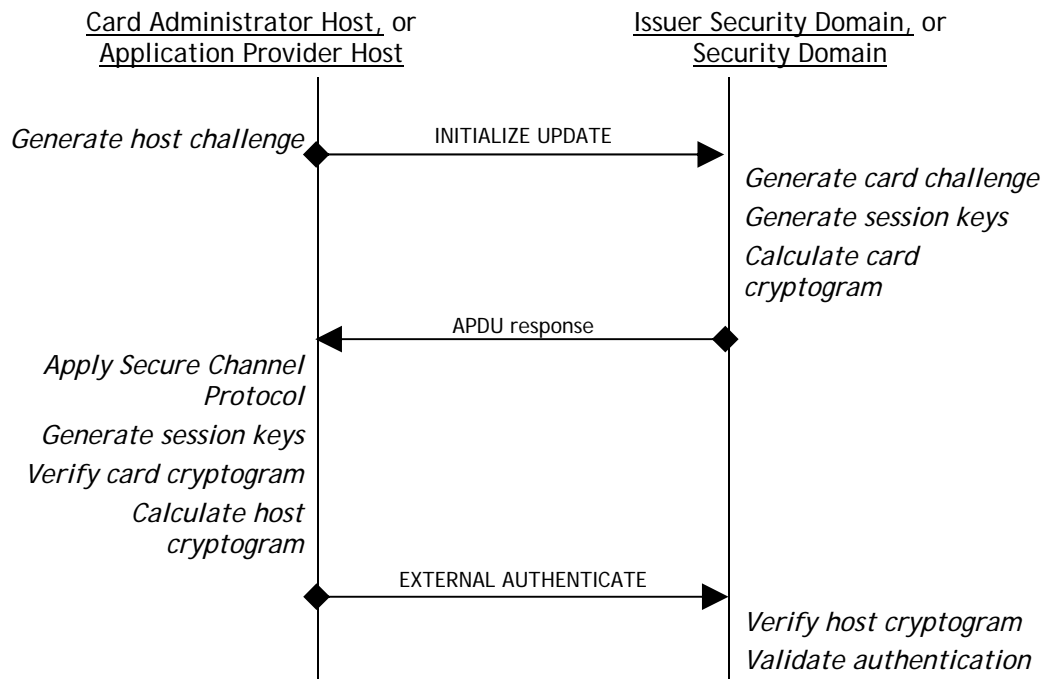 Card Administrator Host, or
Application Provider Host
Issuer Security Domain, or
Security Domain
Generate host challenge
INITIALIZE UPDATE
Generate card challenge
Generate session keys
Calculate card
cryptogram
APDU response
Apply Secure Channel
Protocol
Generate session keys
Verify card cryptogram
Calculate host
cryptogram
EXTERNAL AUTHENTICATE
Verify host cryptogram
Validate authentication